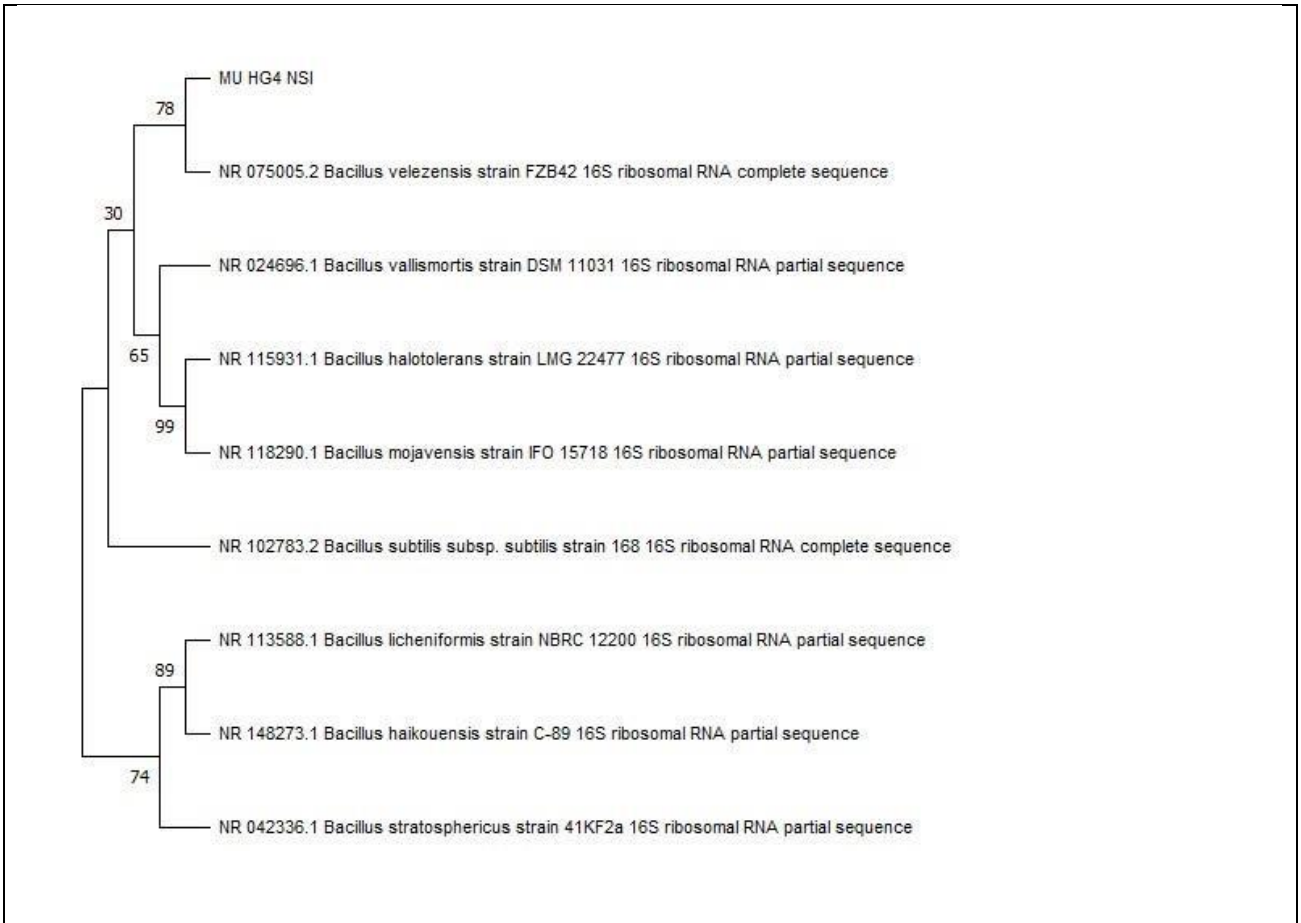 MU HG4 NSI
78
NR 075005.2 Bacillus velezensis strain FZB42 16S ribosomal RNA complete sequence
30
NR 024696.1 Bacillus vallismortis strain DSM 11031 16S ribosomal RNA partial sequence
65
NR 115931.1 Bacillus halotolerans strain LMG 22477 16S ribosomal RNA partial sequence
99
NR 118290.1 Bacillus mojavensis strain IFO 15718 16S ribosomal RNA partial sequence
NR 102783.2 Bacillus subtilis subsp. subtilis strain 168 16S ribosomal RNA complete sequence
NR 113588.1 Bacillus licheniformis strain NBRC 12200 16S ribosomal RNA partial sequence
89
NR 148273.1 Bacillus haikouensis strain C-89 16S ribosomal RNA partial sequence
74
NR 042336.1 Bacillus stratosphericus strain 41KF2a 16S ribosomal RNA partial sequence